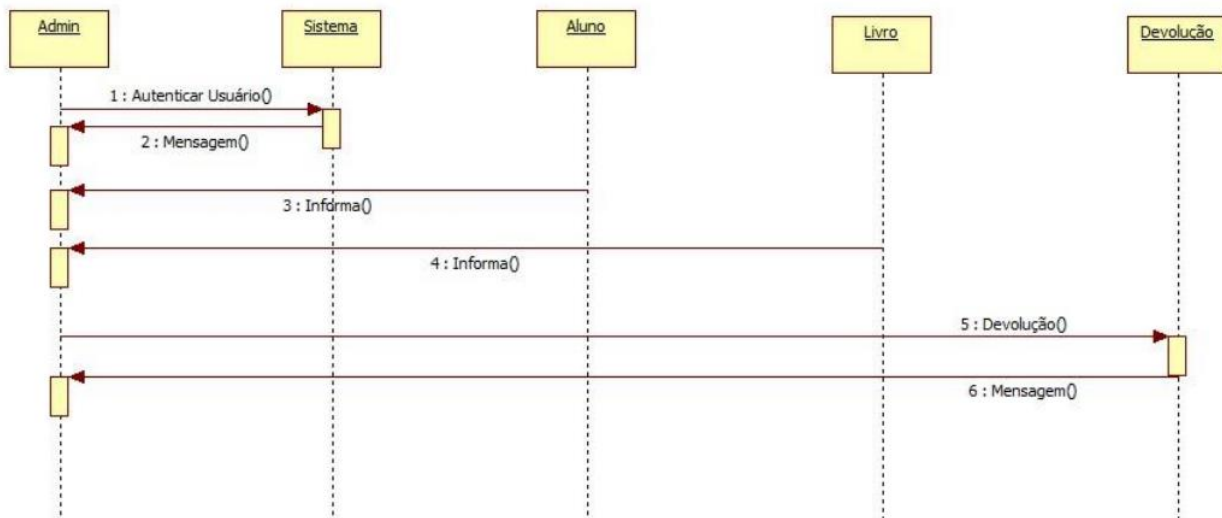 Admin
Sistema
Aluno
Livro
Devolução
1 : Autenticar Usuário()
2 : Mensagem()
3 : Informa()
4 : Informa()
5 : Devolução()
6 : Mensagem()